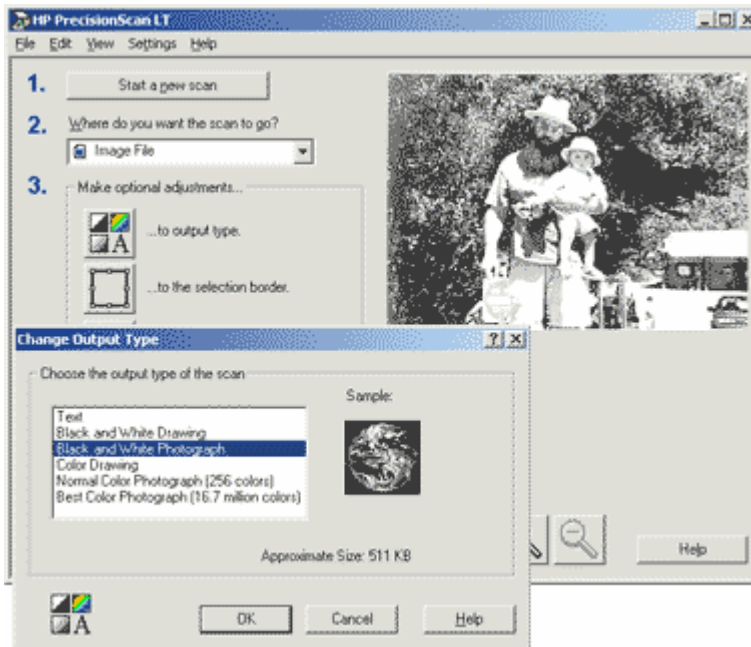 HP PrecisionScan LT
File Edit View Settings Help
1. Start a new scan
2. Where do you want the scan to go?
Image File
3. Make optional adjustments...
A ...to output type.
...to the selection border.
Change Output Type
Choose the output type of the scan
Text
Black and White Drawing
Black and White Photograph
Color Drawing
Normal Color Photograph (256 colors)
Best Color Photograph (16.7 million colors)
Sample:
Approximate Size: 511 KB
Help
A OK Cancel Help